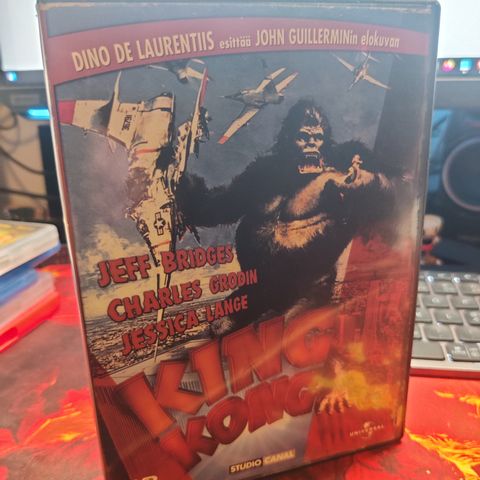 DINO DE LAURENTIIS esittää JOHN GUILLERMINin elokuvan
JEFF BRIDGES
CHARLES GRODIN
JESSICA LANGE
KING
KONG
UNIVERSAL
STUDIO CANAL